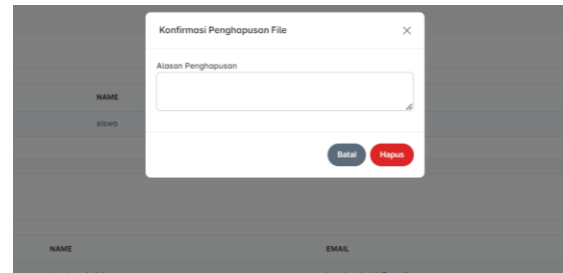 Konfirmasi Penghapusan File
Alasan Penghapusan
NAME
siswa
Batal Hapus
NAME EMAIL